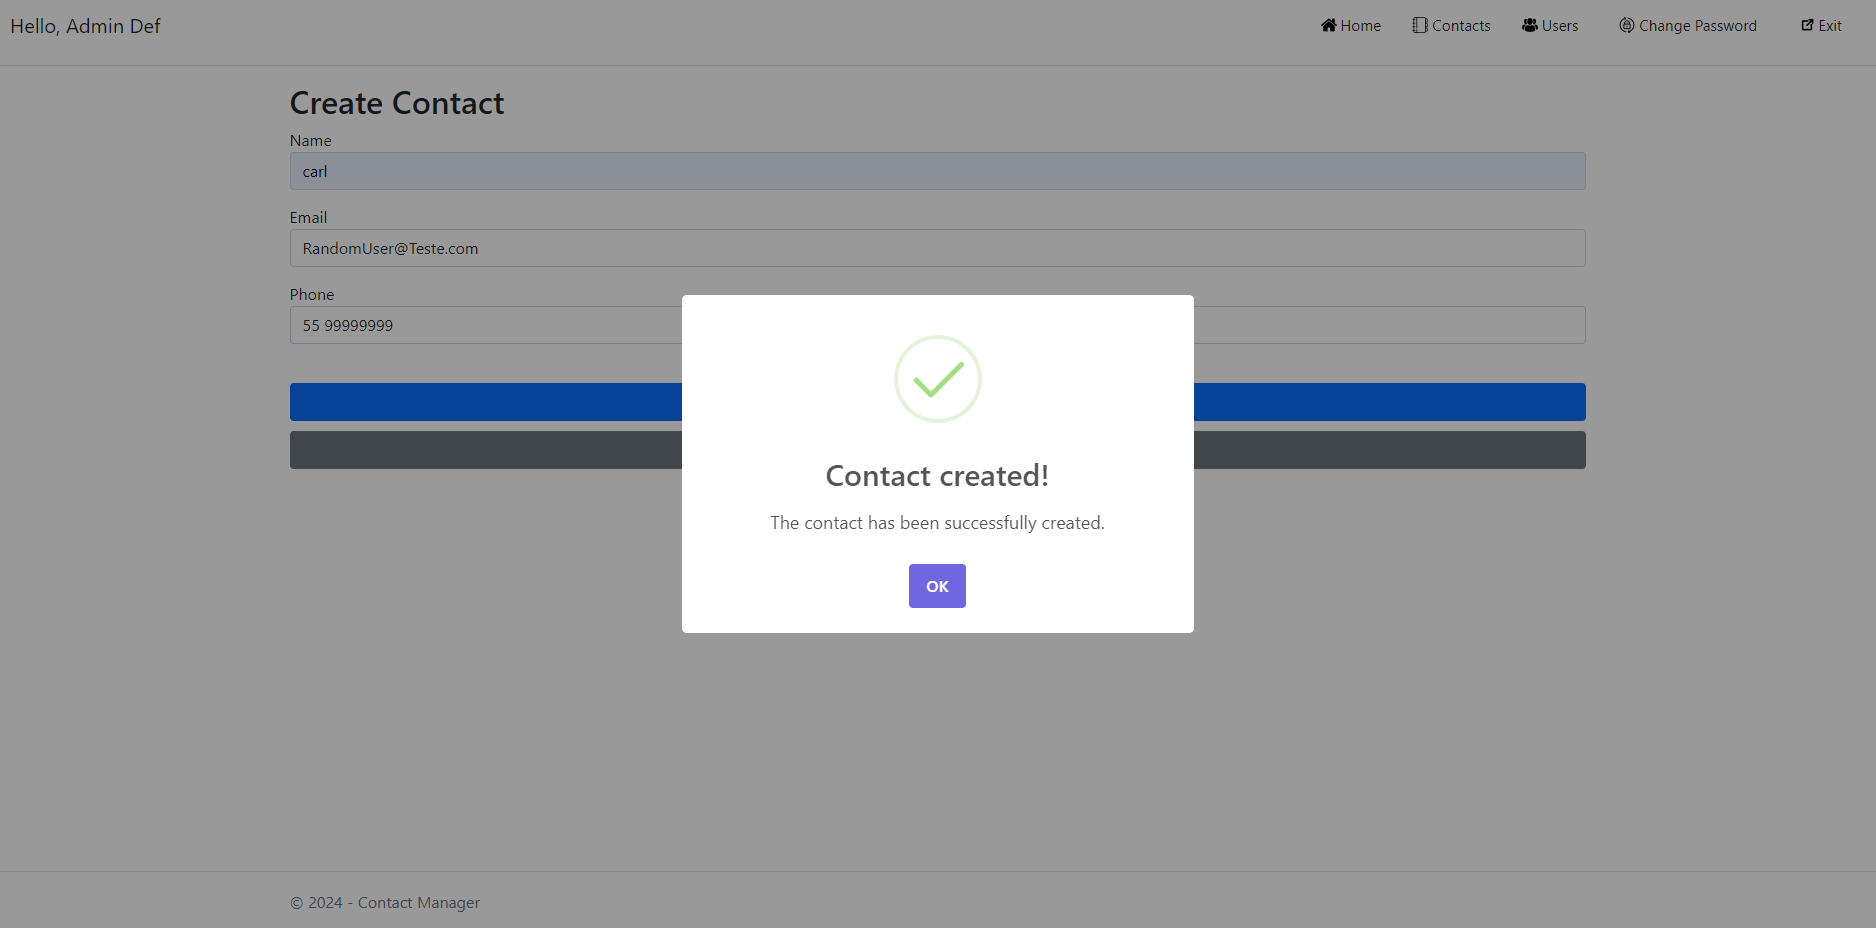 Hello, Admin Def
Home Contacts Users Change Password Exit
Create Contact
Name
carl
Email
RandomUser@Teste.com
Phone
55 99999999
Contact created!
The contact has been successfully created.
OK
© 2024 - Contact Manager